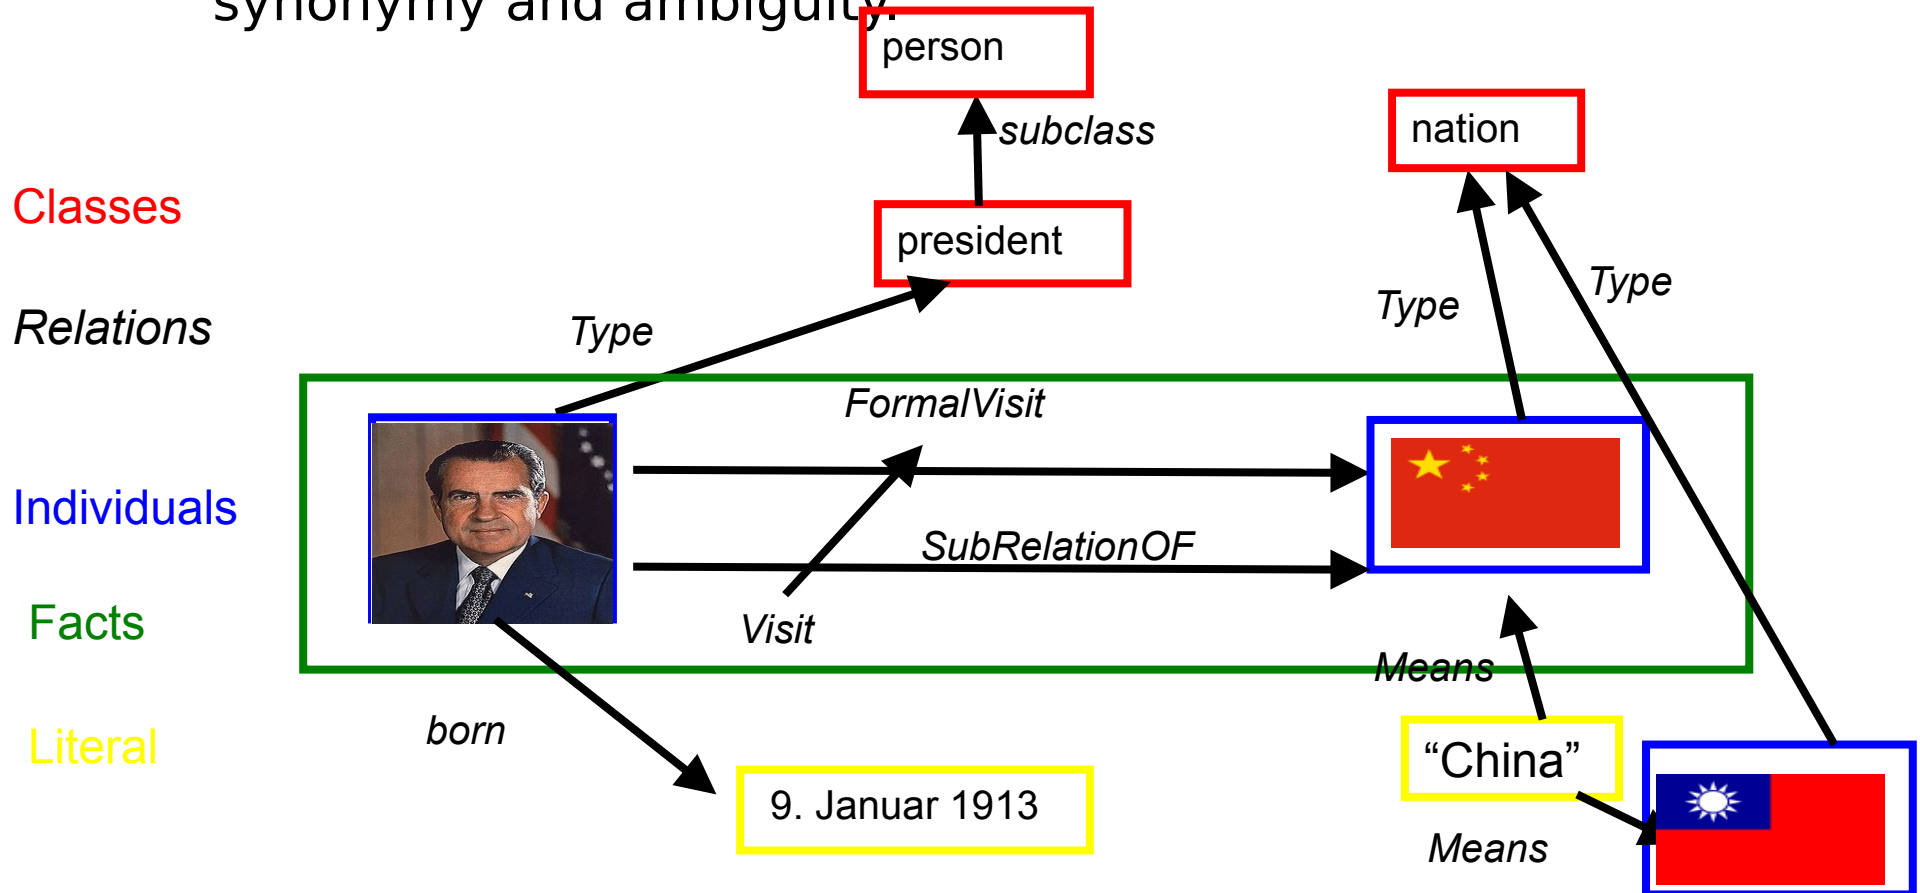 synonymy and ambiguity.
person
subclass
nation
Classes
president
Type
Type
Relations
Type
FormalVisit
Individuals
SubRelationOF
Facts
Visit
Means
born
Literal
“China”
9. Januar 1913
Means